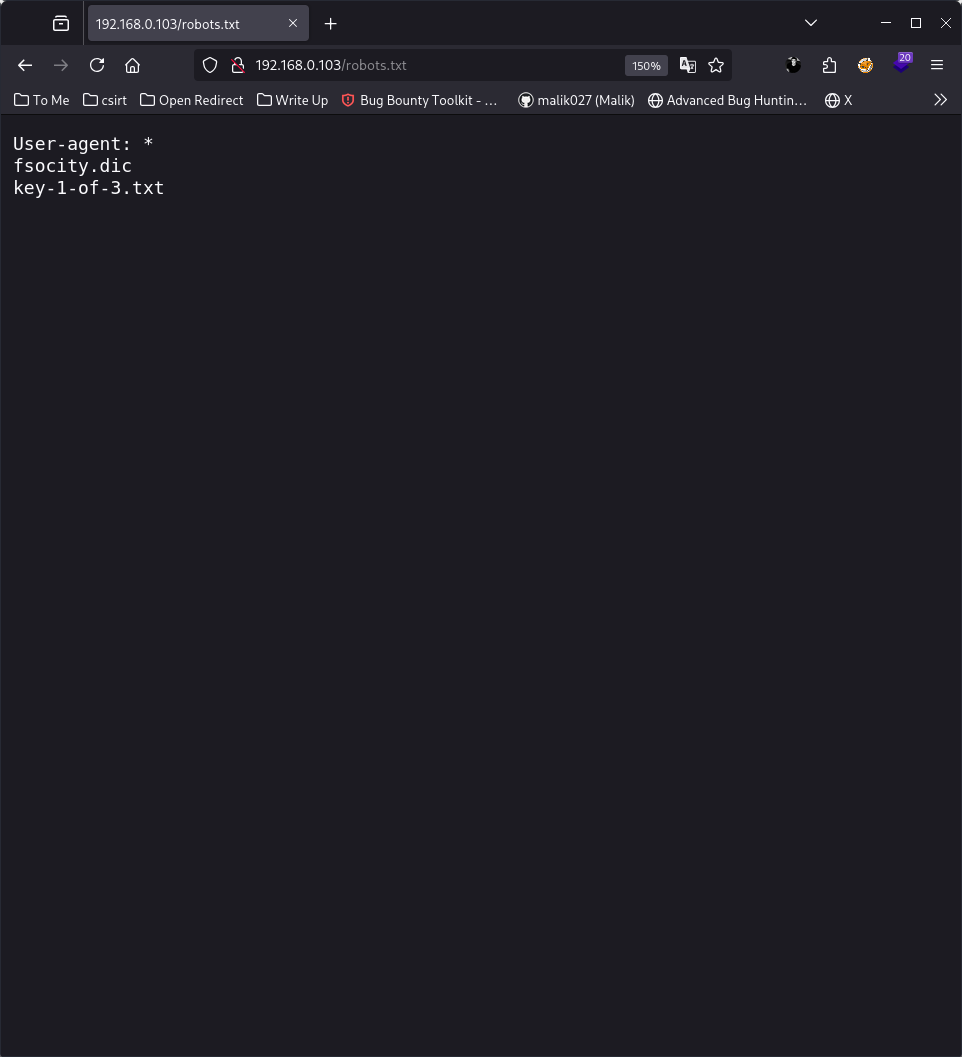 192.168.0.103/robots.txt
192.168.0.103/robots.txt 150% 20
To Me csirt Open Redirect Write Up Bug Bounty Toolkit - ... malik027 (Malik) Advanced Bug Huntin... X
User-agent: *
fsocity.dic
key-1-of-3.txt